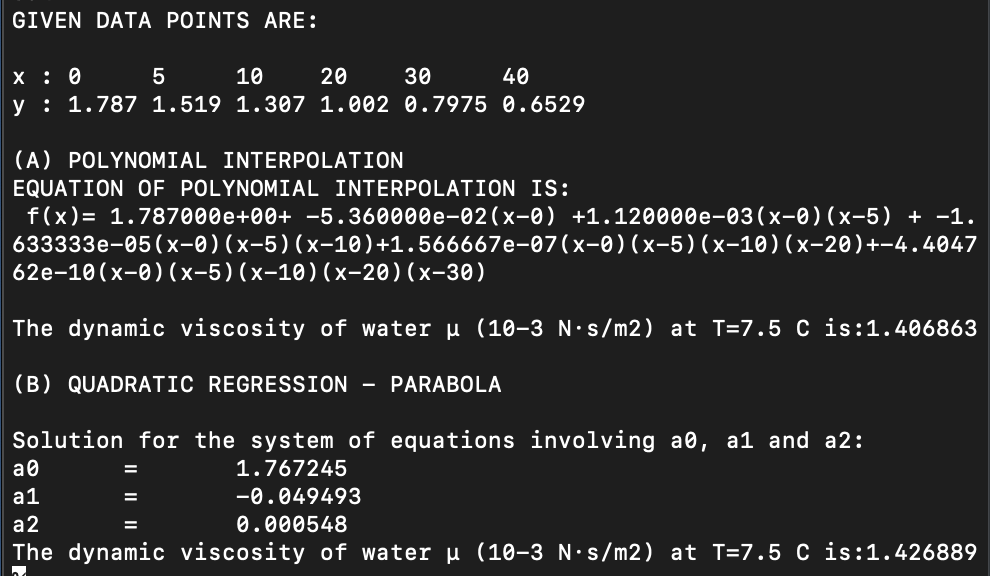 GIVEN DATA POINTS ARE:
x : 0 5 10 20 30 40
y : 1.787 1.519 1.307 1.002 0.7975 0.6529
(A) POLYNOMIAL INTERPOLATION
EQUATION OF POLYNOMIAL INTERPOLATION IS:
f(x)= 1.787000e+00+ -5.360000e-02(x-0) +1.120000e-03(x-0)(x-5) + -1.
633333e-05(x-0)(x-5)(x-10)+1.566667e-07(x-0)(x-5)(x-10)(x-20)+-4.4047
62e-10(x-0)(x-5)(x-10)(x-20)(x-30)
The dynamic viscosity of water μ (10-3 N·s/m2) at T=7.5 C is:1.406863
(B) QUADRATIC REGRESSION - PARABOLA
Solution for the system of equations involving a0, a1 and a2:
a0 = 1.767245
a1 = -0.049493
a2 = 0.000548
The dynamic viscosity of water μ (10-3 N·s/m2) at T=7.5 C is:1.426889